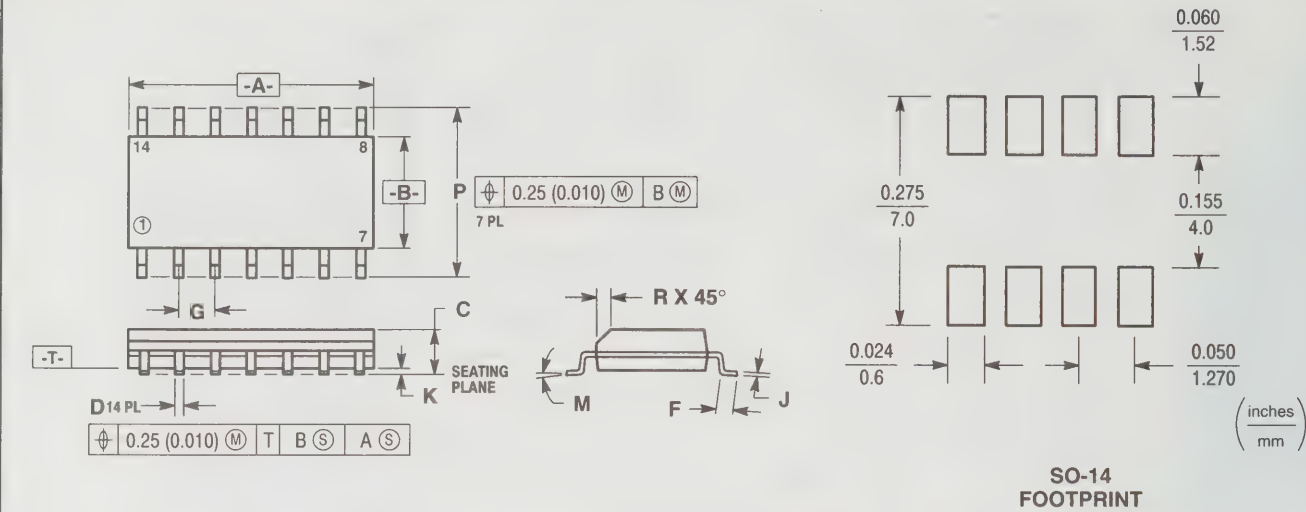 -A-
14
8
-B-
P
⌖ 0.25 (0.010) Ⓜ B Ⓜ
7 PL
①
7
G
C
-T-
SEATING
PLANE
K
D 14 PL
⌖ 0.25 (0.010) Ⓜ T B Ⓢ A Ⓢ
R X 45°
M
F
J
0.060
1.52
0.275
7.0
0.155
4.0
0.024
0.6
0.050
1.270
(inches
mm)
SO-14
FOOTPRINT